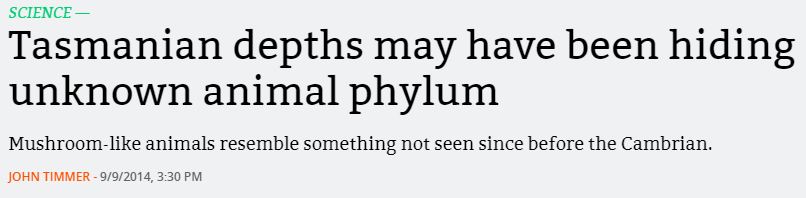 SCIENCE —
Tasmanian depths may have been hiding
unknown animal phylum
Mushroom-like animals resemble something not seen since before the Cambrian.
JOHN TIMMER - 9/9/2014, 3:30 PM